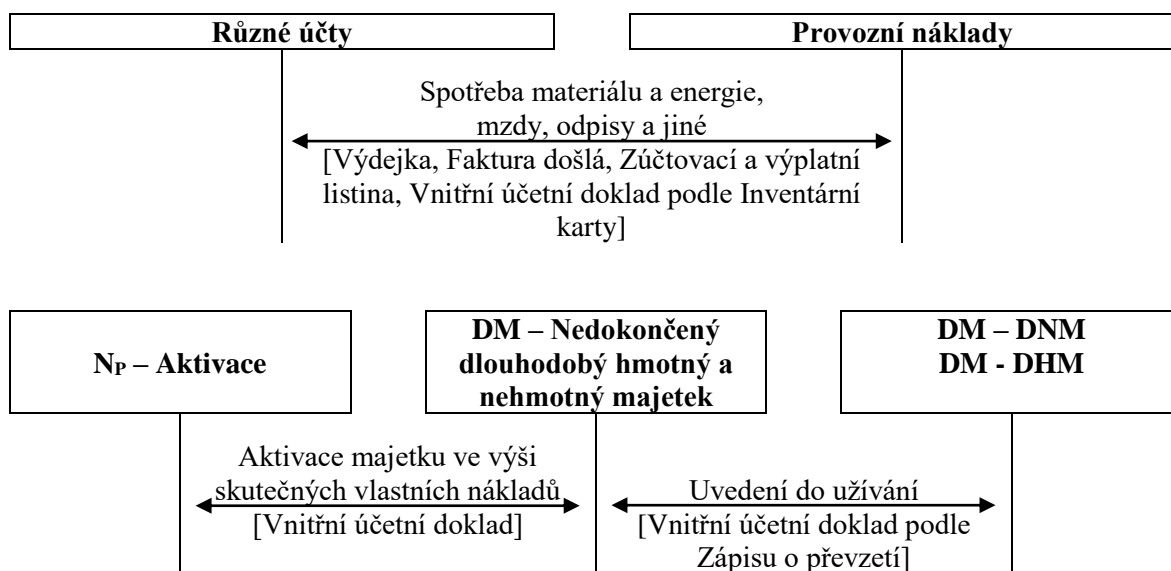 Různé účty
Provozní náklady
Spotřeba materiálu a energie,
mzdy, odpisy a jiné
[Výdejka, Faktura došlá, Zúčtovací a výplatní
listina, Vnitřní účetní doklad podle Inventární
karty]
NP – Aktivace
DM – Nedokončený
dlouhodobý hmotný a
nehmotný majetek
DM – DNM
DM - DHM
Aktivace majetku ve výši
skutečných vlastních nákladů
[Vnitřní účetní doklad]
Uvedení do užívání
[Vnitřní účetní doklad podle
Zápisu o převzetí]